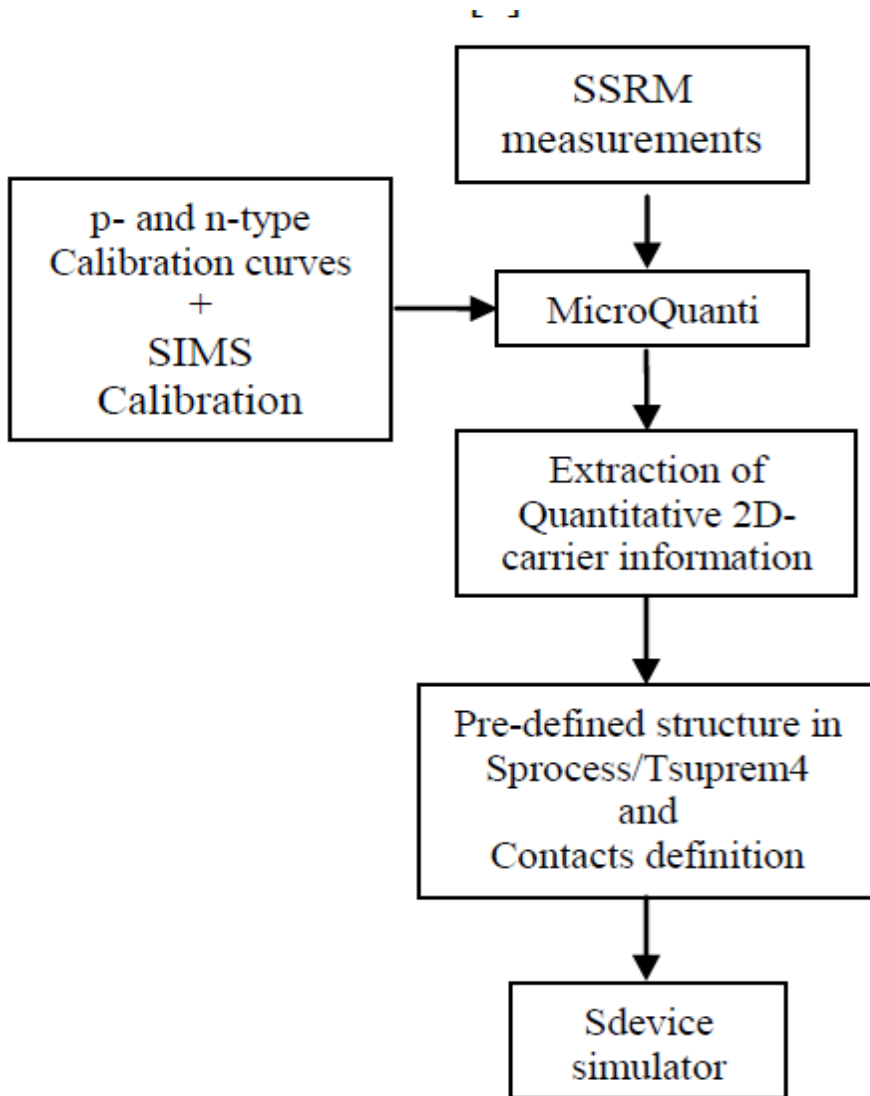 SSRM
measurements
p- and n-type
Calibration curves
+
SIMS
Calibration
MicroQuanti
Extraction of
Quantitative 2D-
carrier information
Pre-defined structure in
Sprocess/Tsuprem4
and
Contacts definition
Sdevice
simulator